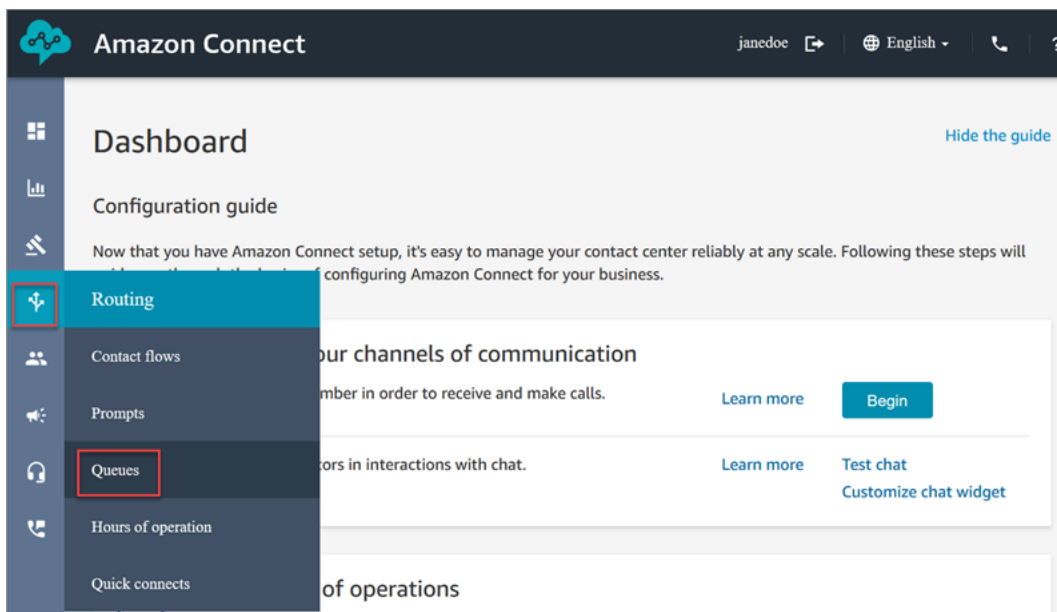 Amazon Connect
janedoe
English
Dashboard
Hide the guide
Configuration guide
Now that you have Amazon Connect setup, it's easy to manage your contact center reliably at any scale. Following these steps will
configuring Amazon Connect for your business.
Routing
Contact flows
Prompts
Queues
Hours of operation
Quick connects
our channels of communication
mber in order to receive and make calls.
Learn more
Begin
ors in interactions with chat.
Learn more
Test chat
Customize chat widget
of operations